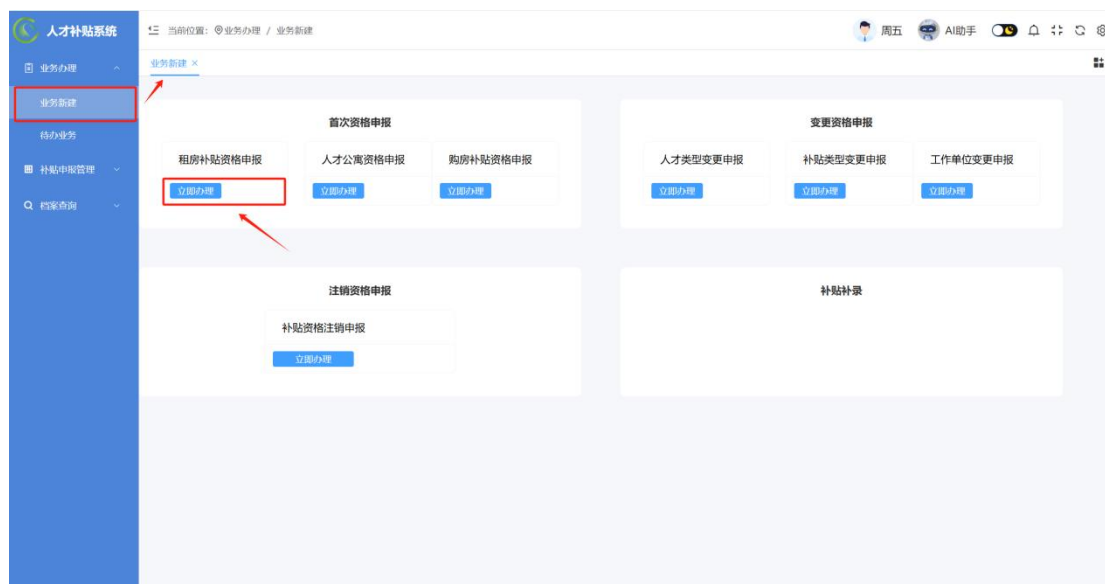 人才补贴系统
当前位置: 业务办理 / 业务新建
周五
AI助手
业务办理
业务新建 ×
业务新建
待办业务
补贴申报管理
档案查询
首次资格申报
租房补贴资格申报
人才公寓资格申报
购房补贴资格申报
立即办理
立即办理
立即办理
变更资格申报
人才类型变更申报
补贴类型变更申报
工作单位变更申报
立即办理
立即办理
立即办理
注销资格申报
补贴资格注销申报
立即办理
补贴补录